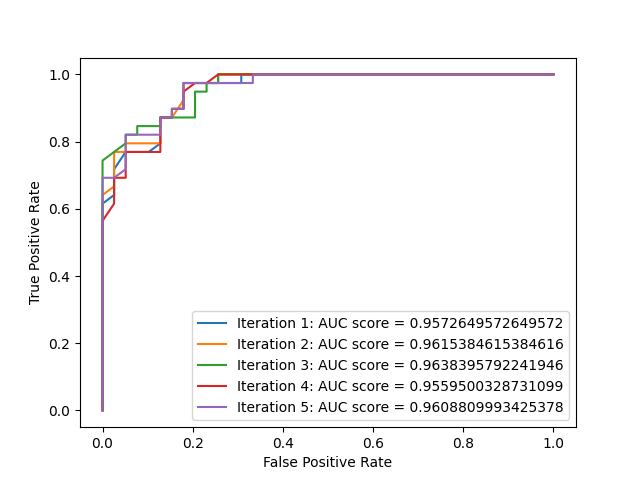 1.0
0.8
0.6
0.4
0.2
0.0
True Positive Rate
Iteration 1: AUC score = 0.9572649572649572
Iteration 2: AUC score = 0.9615384615384616
Iteration 3: AUC score = 0.9638395792241946
Iteration 4: AUC score = 0.9559500328731099
Iteration 5: AUC score = 0.9608809993425378
0.0 0.2 0.4 0.6 0.8 1.0
False Positive Rate